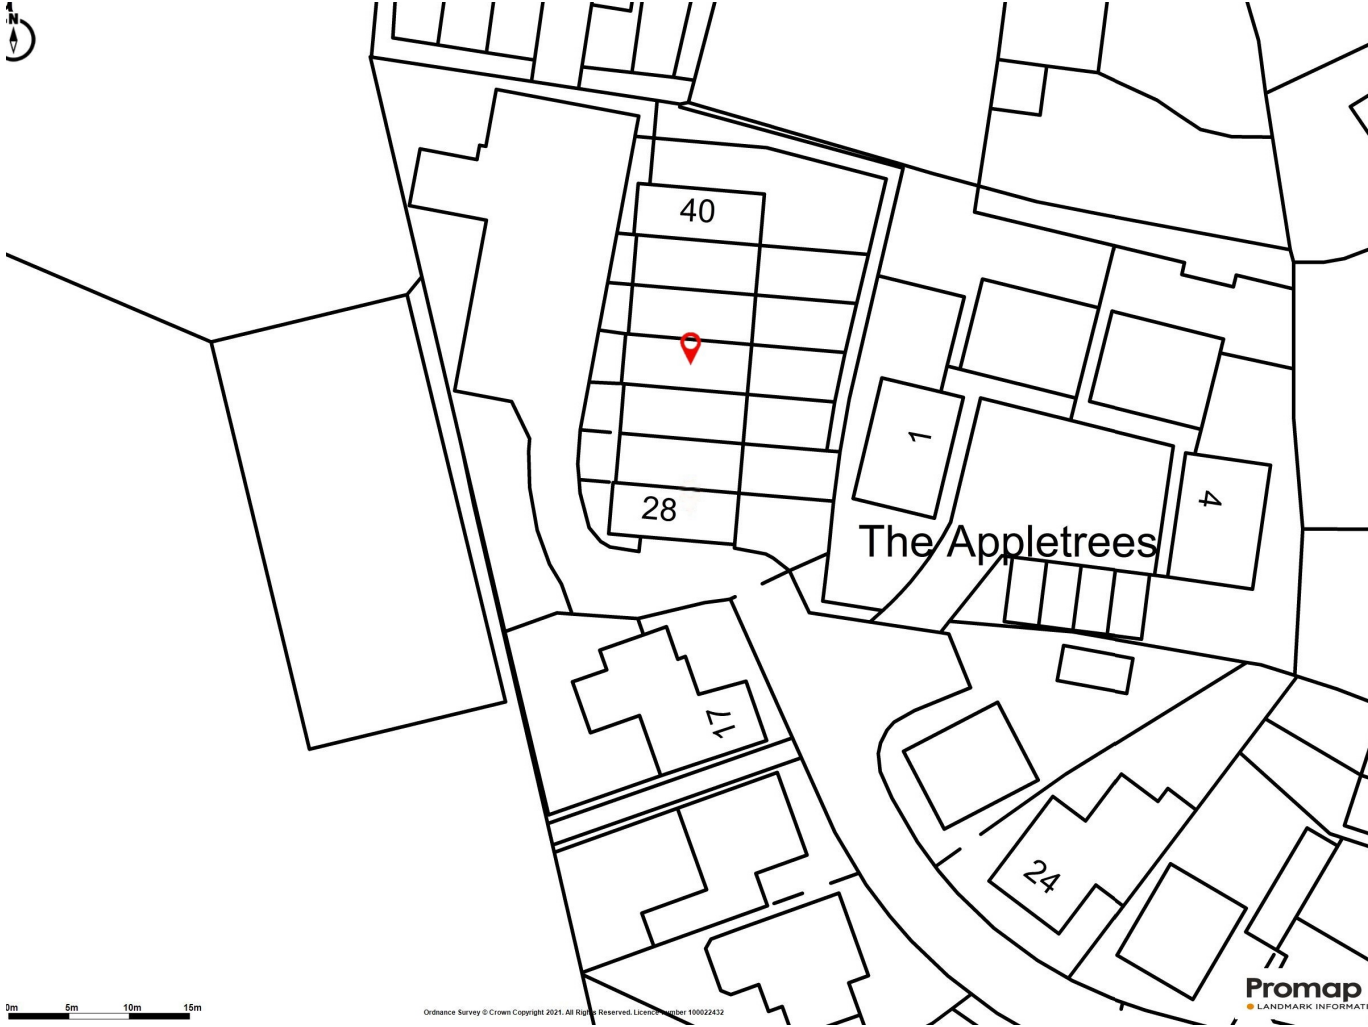 N
40
28
1
4
The Appletrees
17
24
0m 5m 10m 15m
Ordnance Survey © Crown Copyright 2021. All Rights Reserved. Licence number 100022432
Promap
LANDMARK INFORMATI